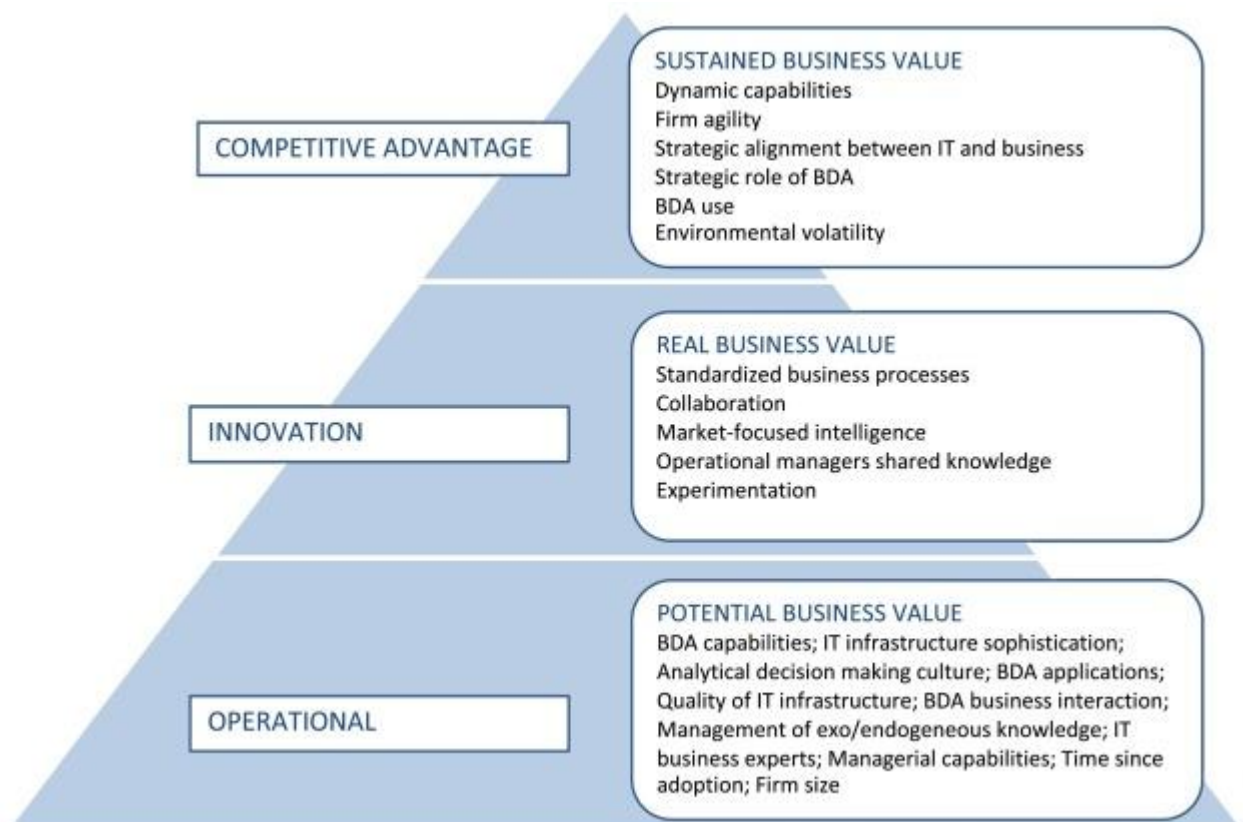 COMPETITIVE ADVANTAGE
SUSTAINED BUSINESS VALUE
Dynamic capabilities
Firm agility
Strategic alignment between IT and business
Strategic role of BDA
BDA use
Environmental volatility
INNOVATION
REAL BUSINESS VALUE
Standardized business processes
Collaboration
Market-focused intelligence
Operational managers shared knowledge
Experimentation
OPERATIONAL
POTENTIAL BUSINESS VALUE
BDA capabilities; IT infrastructure sophistication;
Analytical decision making culture; BDA applications;
Quality of IT infrastructure; BDA business interaction;
Management of exo/endogeneous knowledge; IT
business experts; Managerial capabilities; Time since
adoption; Firm size